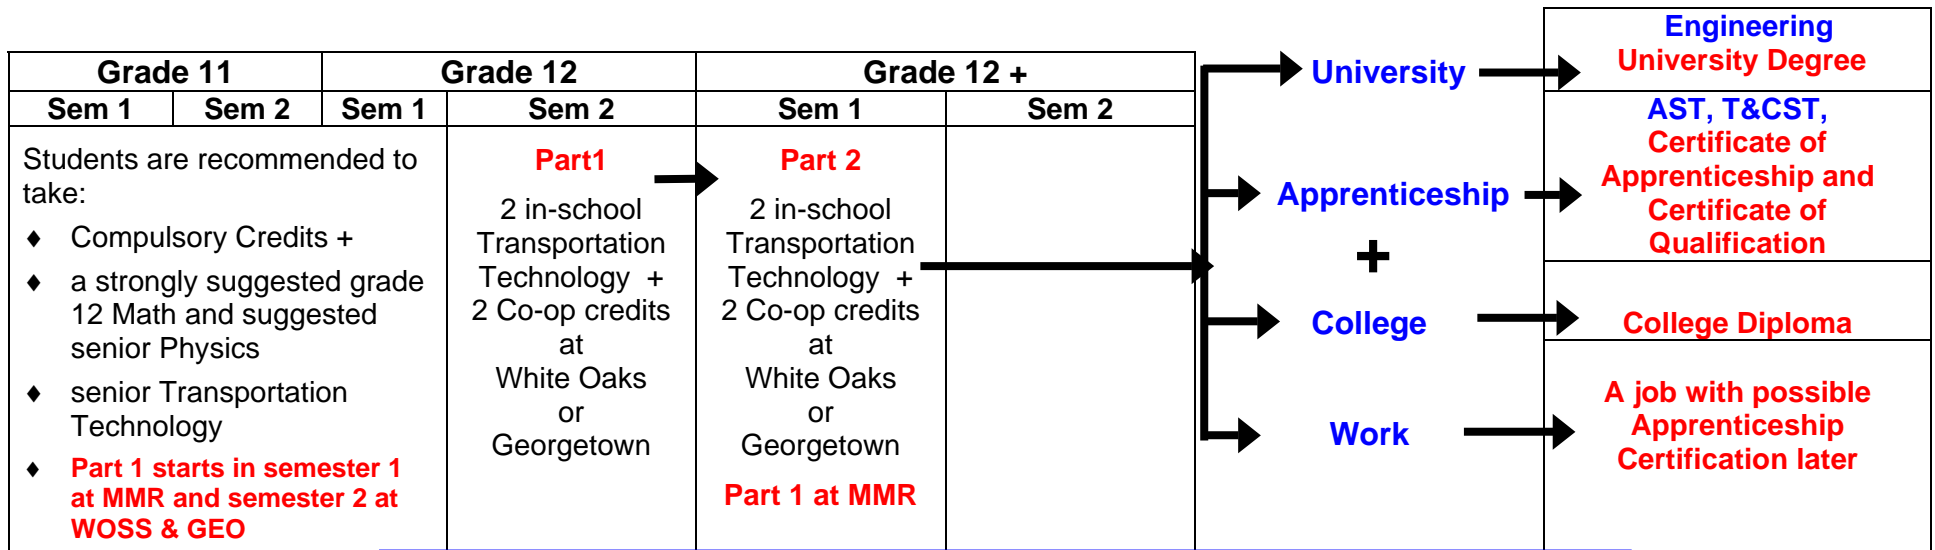 Grade 11
Grade 12
Grade 12 +
Sem 1
Sem 2
Sem 1
Sem 2
Sem 1
Sem 2
Students are recommended to
take:
♦ Compulsory Credits +
♦ a strongly suggested grade
12 Math and suggested
senior Physics
♦ senior Transportation
Technology
♦ Part 1 starts in semester 1
at MMR and semester 2 at
WOSS & GEO
Part1
2 in-school
Transportation
Technology +
2 Co-op credits
at
White Oaks
or
Georgetown
Part 2
2 in-school
Transportation
Technology +
2 Co-op credits
at
White Oaks
or
Georgetown
Part 1 at MMR
University
Apprenticeship
+
College
Work
Engineering
University Degree
AST, T&CST,
Certificate of
Apprenticeship and
Certificate of
Qualification
College Diploma
A job with possible
Apprenticeship
Certification later